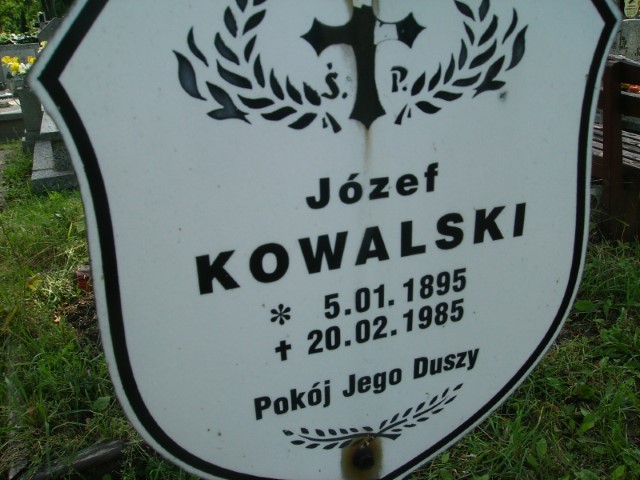 Ś. P.
Józef
KOWALSKI
* 5.01.1895
✝ 20.02.1985
Pokój Jego Duszy